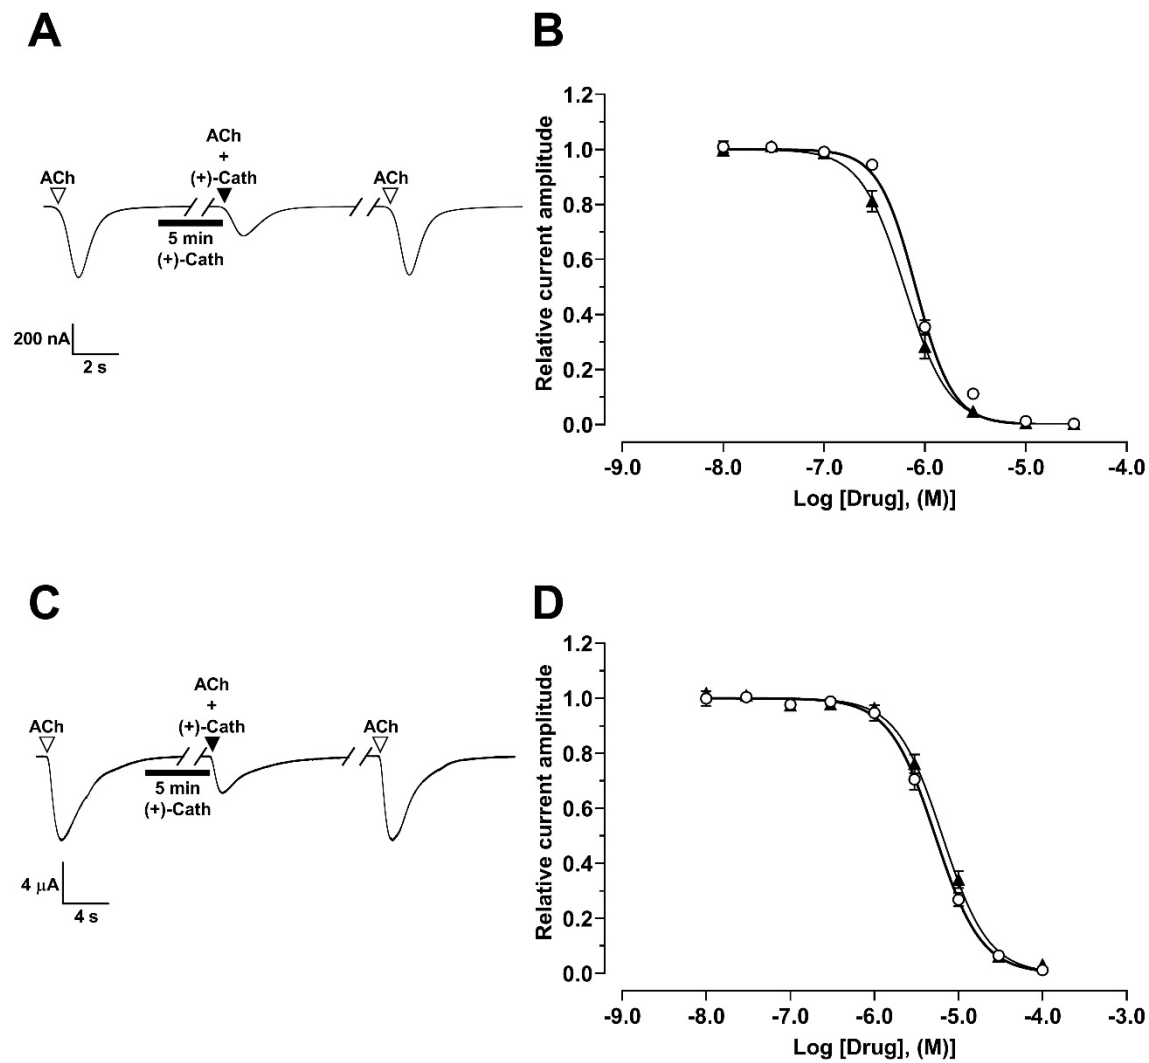 A
ACh
ACh
+
(+)-Cath
ACh
5 min
(+)-Cath
200 nA
2 s
B
Relative current amplitude
1.2
1.0
0.8
0.6
0.4
0.2
0.0
-9.0 -8.0 -7.0 -6.0 -5.0 -4.0
Log [Drug], (M)]
C
ACh
ACh
+
(+)-Cath
ACh
5 min
(+)-Cath
4 μA
4 s
D
Relative current amplitude
1.2
1.0
0.8
0.6
0.4
0.2
0.0
-9.0 -8.0 -7.0 -6.0 -5.0 -4.0 -3.0
Log [Drug], (M)]